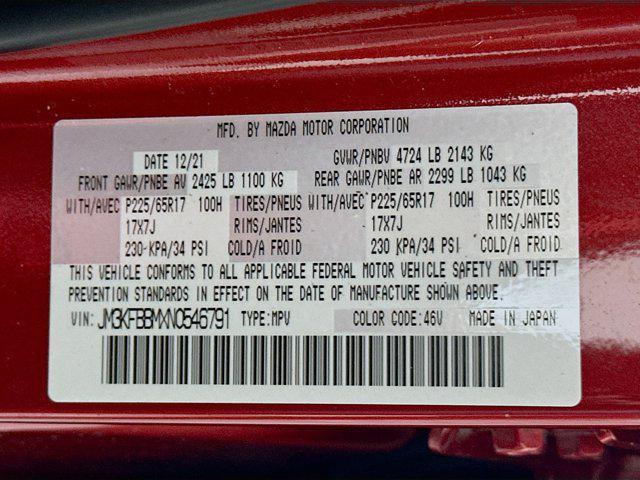 MFD. BY MAZDA MOTOR CORPORATION
DATE 12/21 GVWR/PNBV 4724 LB 2143 KG
FRONT GAWR/PNBE AV 2425 LB 1100 KG REAR GAWR/PNBE AR 2299 LB 1043 KG
WITH/AVEC P225/65R17 100H TIRES/PNEUS WITH/AVEC P225/65R17 100H TIRES/PNEUS
17X7J RIMS/JANTES 17X7J RIMS/JANTES
230 KPA/34 PSI COLD/A FROID 230 KPA/34 PSI COLD/A FROID
THIS VEHICLE CONFORMS TO ALL APPLICABLE FEDERAL MOTOR VEHICLE SAFETY AND THEFT
PREVENTION STANDARDS IN EFFECT ON THE DATE OF MANUFACTURE SHOWN ABOVE.
VIN: JM3KFBBMXN0546791 TYPE:MPV COLOR CODE:46V MADE IN JAPAN